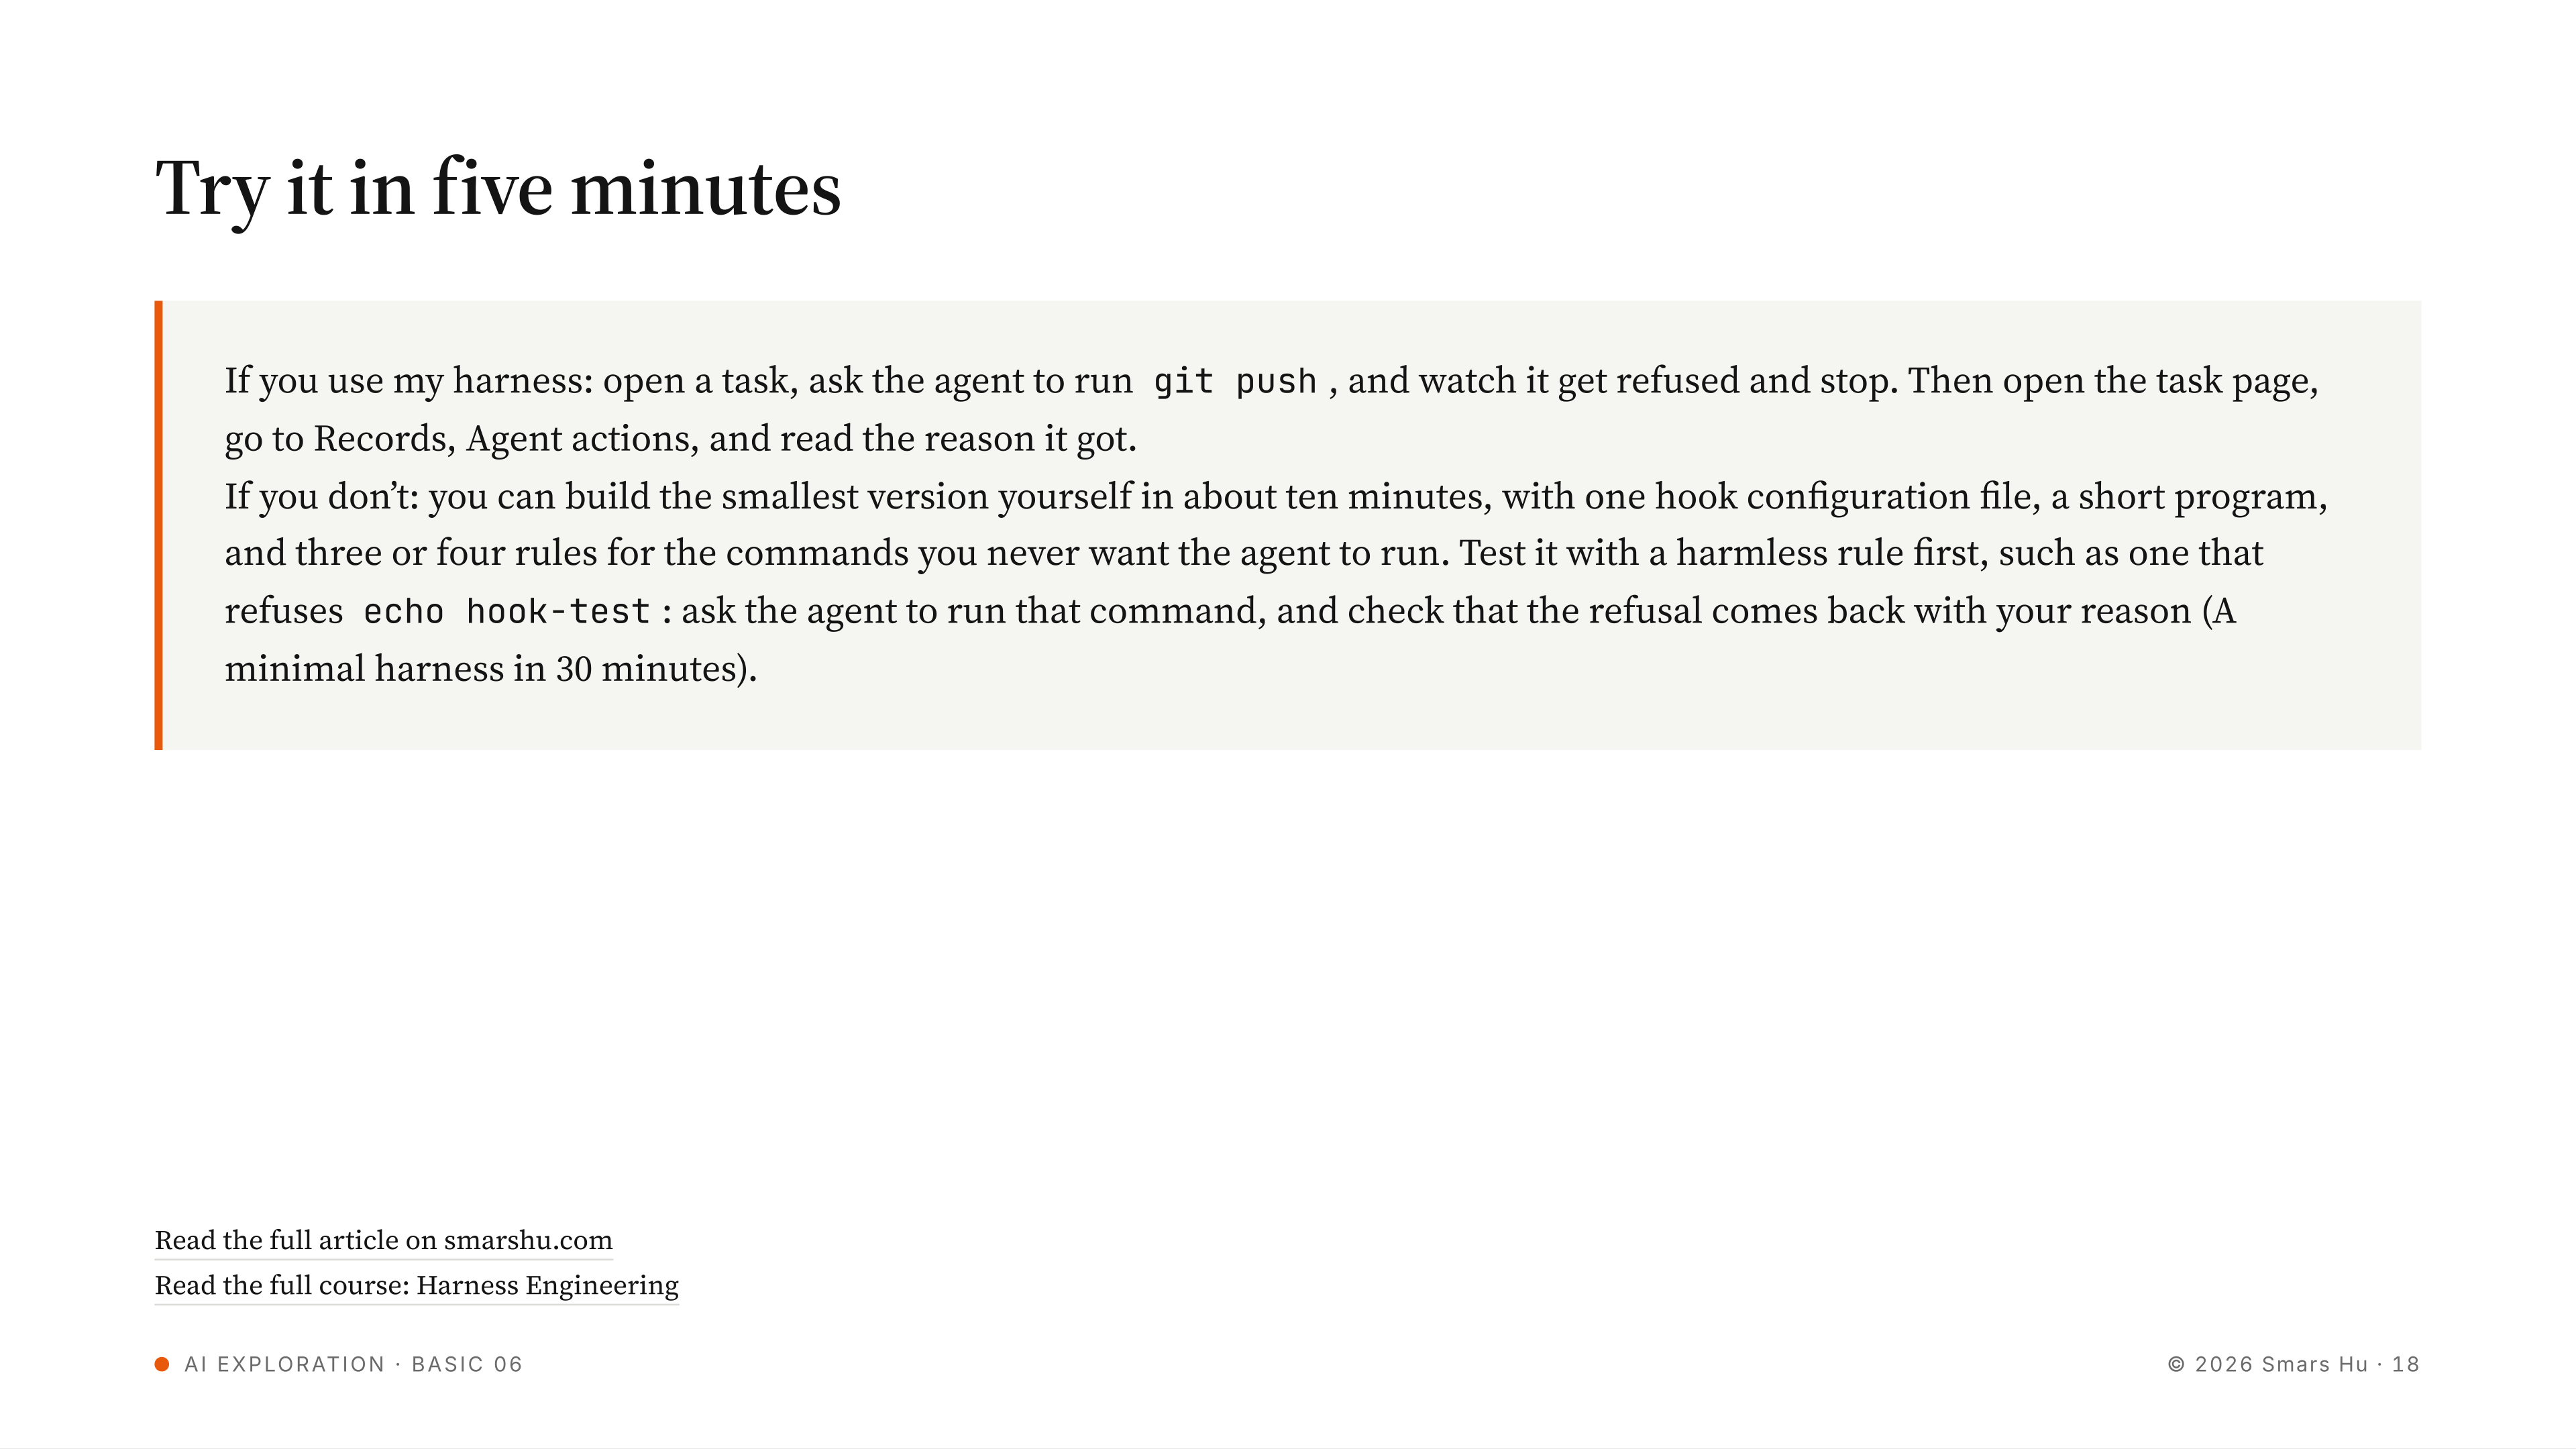 Try it in five minutes
If you use my harness: open a task, ask the agent to run git push, and watch it get refused and stop. Then open the task page,
go to Records, Agent actions, and read the reason it got.
If you don’t: you can build the smallest version yourself in about ten minutes, with one hook configuration file, a short program,
and three or four rules for the commands you never want the agent to run. Test it with a harmless rule first, such as one that
refuses echo hook-test: ask the agent to run that command, and check that the refusal comes back with your reason (A
minimal harness in 30 minutes).
Read the full article on smarshu.com
Read the full course: Harness Engineering
AI EXPLORATION · BASIC 06
© 2026 Smars Hu · 18